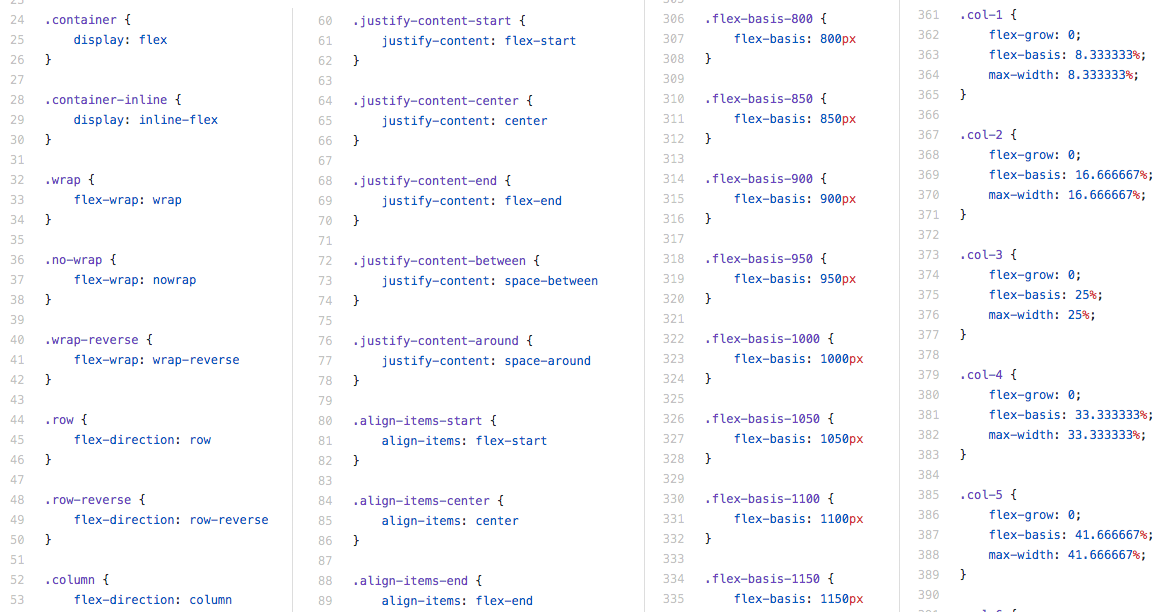 24 .container {
25 display: flex
26 }
27
28 .container-inline {
29 display: inline-flex
30 }
31
32 .wrap {
33 flex-wrap: wrap
34 }
35
36 .no-wrap {
37 flex-wrap: nowrap
38 }
39
40 .wrap-reverse {
41 flex-wrap: wrap-reverse
42 }
43
44 .row {
45 flex-direction: row
46 }
47
48 .row-reverse {
49 flex-direction: row-reverse
50 }
51
52 .column {
53 flex-direction: column
60 .justify-content-start {
61 justify-content: flex-start
62 }
63
64 .justify-content-center {
65 justify-content: center
66 }
67
68 .justify-content-end {
69 justify-content: flex-end
70 }
71
72 .justify-content-between {
73 justify-content: space-between
74 }
75
76 .justify-content-around {
77 justify-content: space-around
78 }
79
80 .align-items-start {
81 align-items: flex-start
82 }
83
84 .align-items-center {
85 align-items: center
86 }
87
88 .align-items-end {
89 align-items: flex-end
306 .flex-basis-800 {
307 flex-basis: 800px
308 }
309
310 .flex-basis-850 {
311 flex-basis: 850px
312 }
313
314 .flex-basis-900 {
315 flex-basis: 900px
316 }
317
318 .flex-basis-950 {
319 flex-basis: 950px
320 }
321
322 .flex-basis-1000 {
323 flex-basis: 1000px
324 }
325
326 .flex-basis-1050 {
327 flex-basis: 1050px
328 }
329
330 .flex-basis-1100 {
331 flex-basis: 1100px
332 }
333
334 .flex-basis-1150 {
335 flex-basis: 1150px
361 .col-1 {
362 flex-grow: 0;
363 flex-basis: 8.333333%;
364 max-width: 8.333333%;
365 }
366
367 .col-2 {
368 flex-grow: 0;
369 flex-basis: 16.666667%;
370 max-width: 16.666667%;
371 }
372
373 .col-3 {
374 flex-grow: 0;
375 flex-basis: 25%;
376 max-width: 25%;
377 }
378
379 .col-4 {
380 flex-grow: 0;
381 flex-basis: 33.333333%;
382 max-width: 33.333333%;
383 }
384
385 .col-5 {
386 flex-grow: 0;
387 flex-basis: 41.666667%;
388 max-width: 41.666667%;
389 }
390